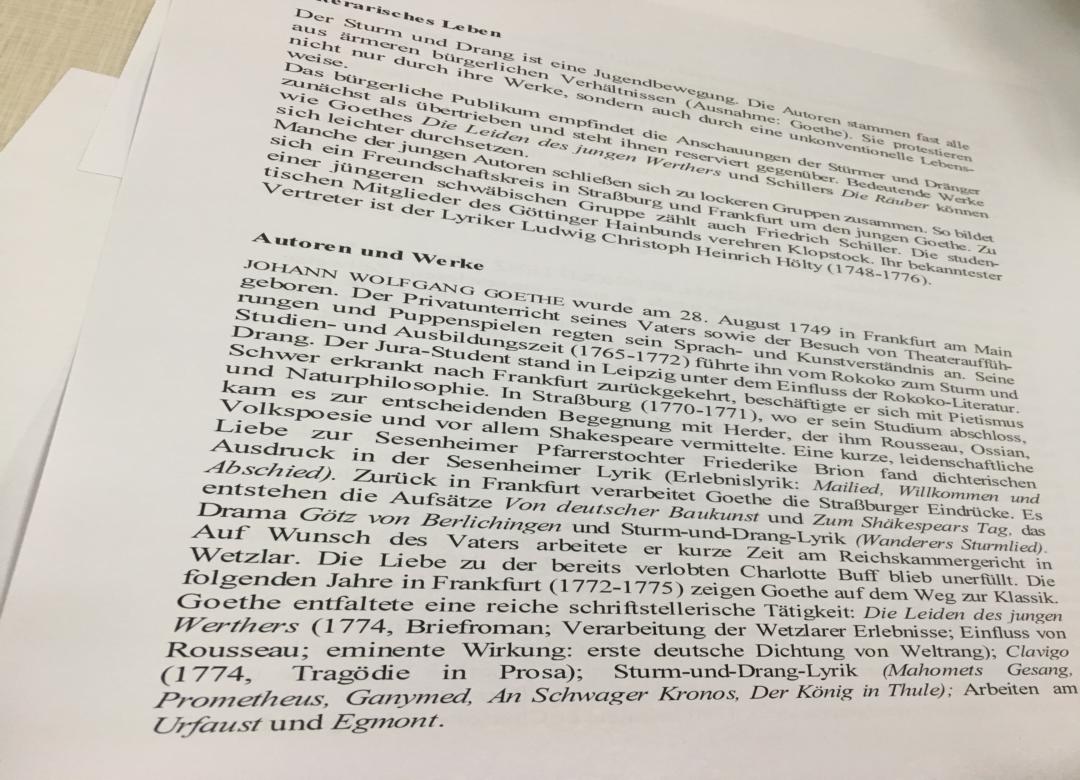 terarisches Leben
Der Sturm und Drang ist eine Jugendbewegung. Die Autoren stammen fast alle
aus ärmeren bürgerlichen Verhältnissen (Ausnahme: Goethe). Sie protestieren
nicht nur durch ihre Werke, sondern auch durch eine unkonventionelle Lebens-
weise.
Das bürgerliche Publikum empfindet die Anschauungen der Stürmer und Dränger
zunächst als übertrieben und steht ihnen reserviert gegenüber. Bedeutende Werke
wie Goethes Die Leiden des jungen Werthers und Schillers Die Räuber können
sich leichter durchsetzen.
Manche der jungen Autoren schließen sich zu lockeren Gruppen zusammen. So bildet
sich ein Freundschaftskreis in Straßburg und Frankfurt um den jungen Goethe. Zu
einer jüngeren schwäbischen Gruppe zählt auch Friedrich Schiller. Die studen-
tischen Mitglieder des Göttinger Hainbunds verehren Klopstock. Ihr bekanntester
Vertreter ist der Lyriker Ludwig Christoph Heinrich Hölty (1748-1776).
Autoren und Werke
JOHANN WOLFGANG GOETHE wurde am 28. August 1749 in Frankfurt am Main
geboren. Der Privatunterricht seines Vaters sowie der Besuch von Theaterauffüh-
rungen und Puppenspielen regten sein Sprach- und Kunstverständnis an. Seine
Studien- und Ausbildungszeit (1765-1772) führte ihn vom Rokoko zum Sturm und
Drang. Der Jura-Student stand in Leipzig unter dem Einfluss der Rokoko-Literatur.
Schwer erkrankt nach Frankfurt zurückgekehrt, beschäftigte er sich mit Pietismus
und Naturphilosophie. In Straßburg (1770-1771), wo er sein Studium abschloss,
kam es zur entscheidenden Begegnung mit Herder, der ihm Rousseau, Ossian,
Volkspoesie und vor allem Shakespeare vermittelte. Eine kurze, leidenschaftliche
Liebe zur Sesenheimer Pfarrerstochter Friederike Brion fand dichterischen
Ausdruck in der Sesenheimer Lyrik (Erlebnislyrik: Mailied, Willkommen und
Abschied). Zurück in Frankfurt verarbeitet Goethe die Straßburger Eindrücke. Es
entstehen die Aufsätze Von deutscher Baukunst und Zum Shäkespears Tag, das
Drama Götz von Berlichingen und Sturm-und-Drang-Lyrik (Wanderers Sturmlied).
Auf Wunsch des Vaters arbeitete er kurze Zeit am Reichskammergericht in
Wetzlar. Die Liebe zu der bereits verlobten Charlotte Buff blieb unerfüllt. Die
folgenden Jahre in Frankfurt (1772-1775) zeigen Goethe auf dem Weg zur Klassik.
Goethe entfaltete eine reiche schriftstellerische Tätigkeit: Die Leiden des jungen
Werthers (1774, Briefroman; Verarbeitung der Wetzlarer Erlebnisse; Einfluss von
Rousseau; eminente Wirkung: erste deutsche Dichtung von Weltrang); Clavigo
(1774, Tragödie in Prosa); Sturm-und-Drang-Lyrik (Mahomets Gesang,
Prometheus, Ganymed, An Schwager Kronos, Der König in Thule); Arbeiten am
Urfaust und Egmont.